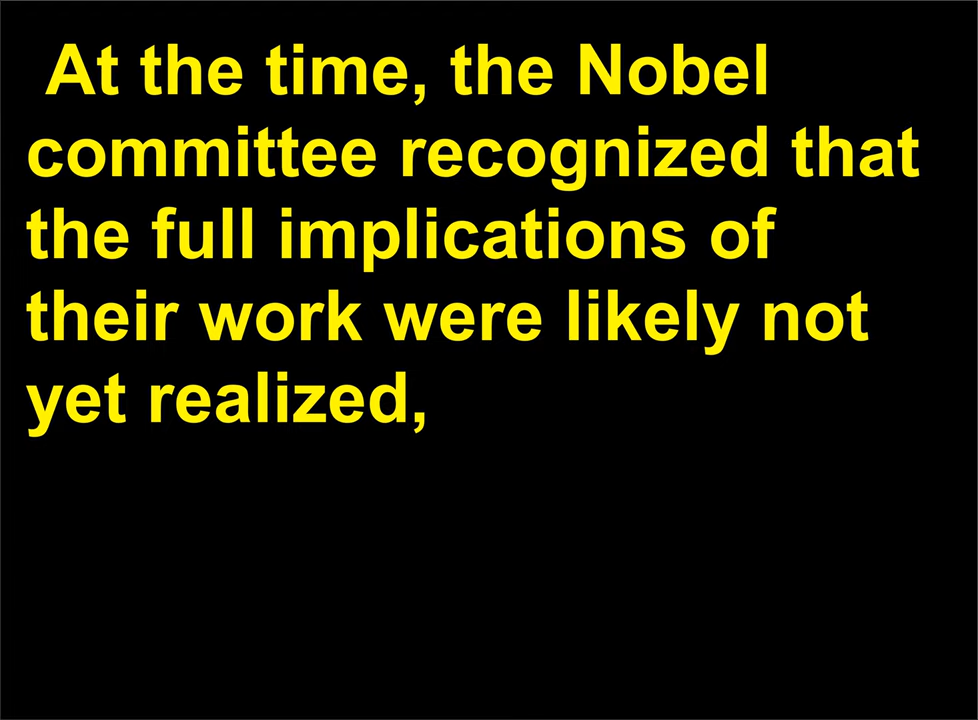 At the time, the Nobel
committee recognized that
the full implications of
their work were likely not
yet realized,